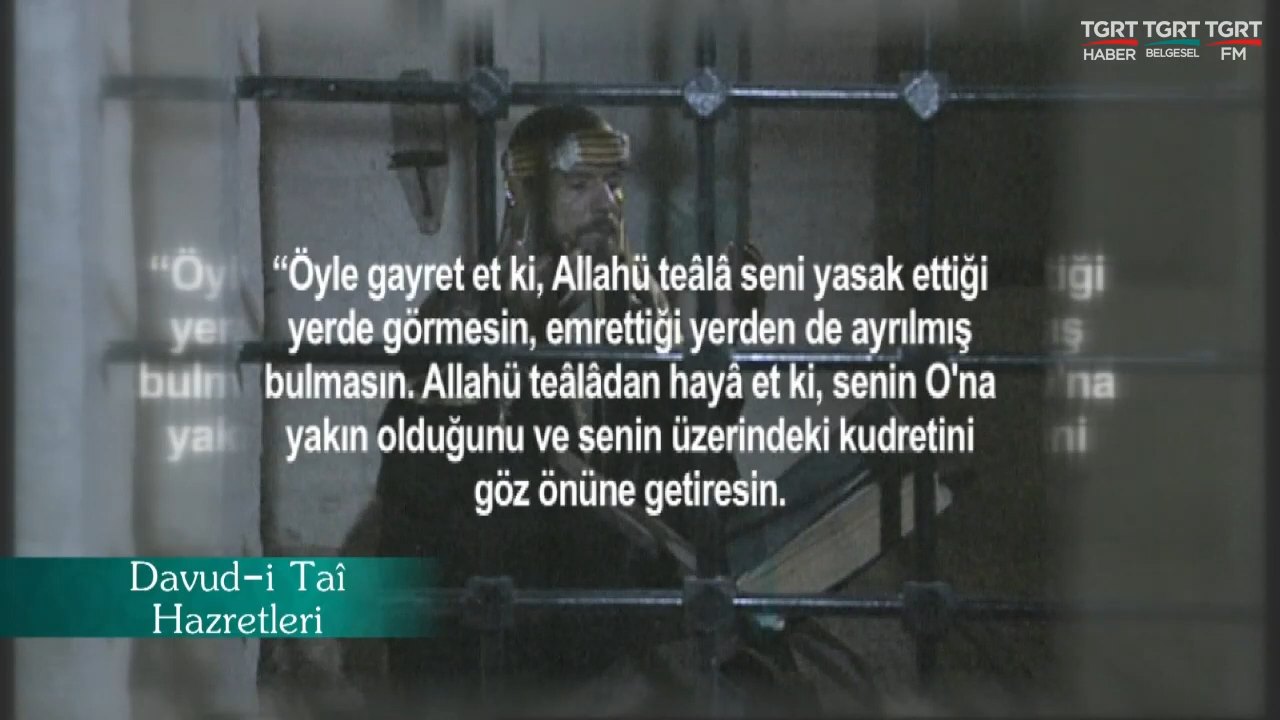 TGRT TGRT TGRT
HABER BELGESEL FM
“Öyle gayret et ki, Allahü teâlâ seni yasak ettiği
yerde görmesin, emrettiği yerden de ayrılmış
bulmasın. Allahü teâlâdan hayâ et ki, senin O'na
yakın olduğunu ve senin üzerindeki kudretini
göz önüne getiresin.
Davud-i Taî
Hazretleri